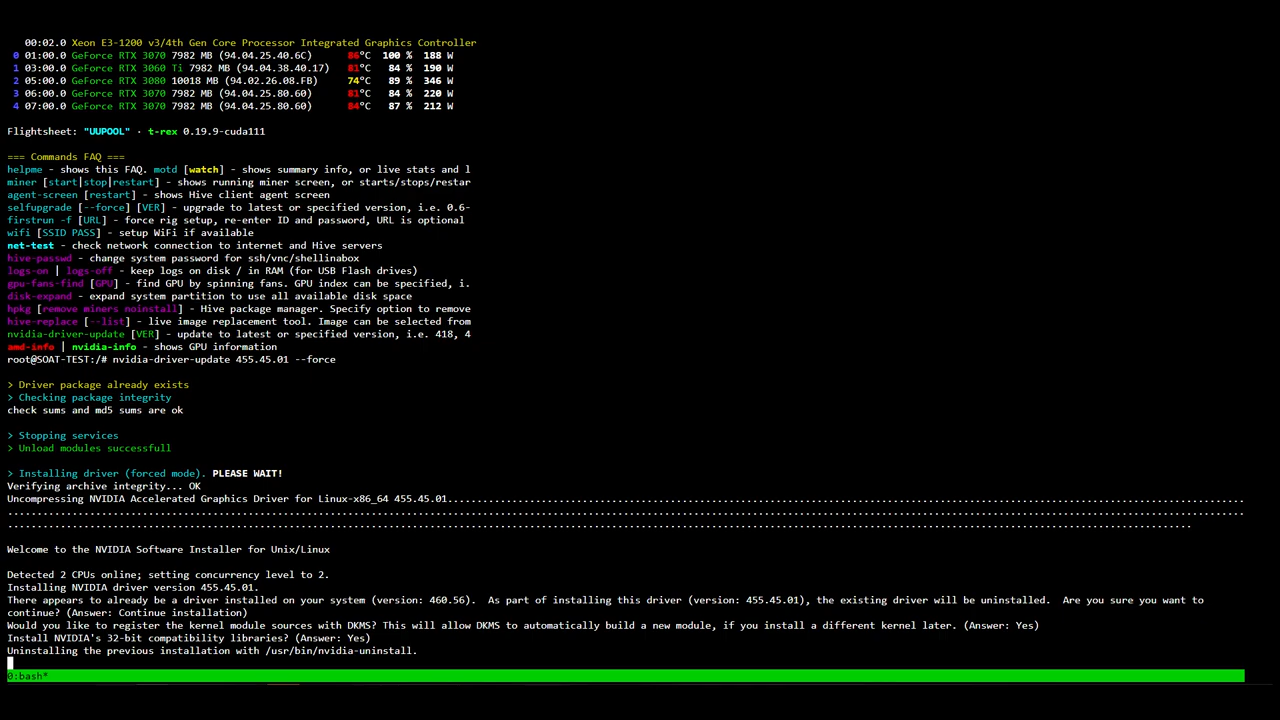 00:02.0 Xeon E3-1200 v3/4th Gen Core Processor Integrated Graphics Controller
0 01:00.0 GeForce RTX 3070 7982 MB (94.04.25.40.6C) 86°C 100 % 188 W
1 03:00.0 GeForce RTX 3060 Ti 7982 MB (94.04.38.40.17) 81°C 84 % 190 W
2 05:00.0 GeForce RTX 3080 10018 MB (94.02.26.08.FB) 74°C 89 % 346 W
3 06:00.0 GeForce RTX 3070 7982 MB (94.04.25.80.60) 81°C 84 % 220 W
4 07:00.0 GeForce RTX 3070 7982 MB (94.04.25.80.60) 84°C 87 % 212 W
Flightsheet: "UUPOOL" · t-rex 0.19.9-cuda111
=== Commands FAQ ===
helpme - shows this FAQ. motd [watch] - shows summary info, or live stats and l
miner [start|stop|restart] - shows running miner screen, or starts/stops/restar
agent-screen [restart] - shows Hive client agent screen
selfupgrade [--force] [VER] - upgrade to latest or specified version, i.e. 0.6-
firstrun -f [URL] - force rig setup, re-enter ID and password, URL is optional
wifi [SSID PASS] - setup WiFi if available
net-test - check network connection to internet and Hive servers
hive-passwd - change system password for ssh/vnc/shellinabox
logs-on | logs-off - keep logs on disk / in RAM (for USB Flash drives)
gpu-fans-find [GPU] - find GPU by spinning fans. GPU index can be specified, i.
disk-expand - expand system partition to use all available disk space
hpkg [remove miners noinstall] - Hive package manager. Specify option to remove
hive-replace [--list] - live image replacement tool. Image can be selected from
nvidia-driver-update [VER] - update to latest or specified version, i.e. 418, 4
amd-info | nvidia-info - shows GPU information
root@SOAT-TEST:/# nvidia-driver-update 455.45.01 --force
> Driver package already exists
> Checking package integrity
check sums and md5 sums are ok
> Stopping services
> Unload modules successfull
> Installing driver (forced mode). PLEASE WAIT!
Verifying archive integrity... OK
Uncompressing NVIDIA Accelerated Graphics Driver for Linux-x86_64 455.45.01.......................................................................................................................................
..................................................................................................................................................................................................................
.........................................................................................................................................................................................................
Welcome to the NVIDIA Software Installer for Unix/Linux
Detected 2 CPUs online; setting concurrency level to 2.
Installing NVIDIA driver version 455.45.01.
There appears to already be a driver installed on your system (version: 460.56).  As part of installing this driver (version: 455.45.01), the existing driver will be uninstalled.  Are you sure you want to
continue? (Answer: Continue installation)
Would you like to register the kernel module sources with DKMS? This will allow DKMS to automatically build a new module, if you install a different kernel later. (Answer: Yes)
Install NVIDIA's 32-bit compatibility libraries? (Answer: Yes)
Uninstalling the previous installation with /usr/bin/nvidia-uninstall.
0:bash*